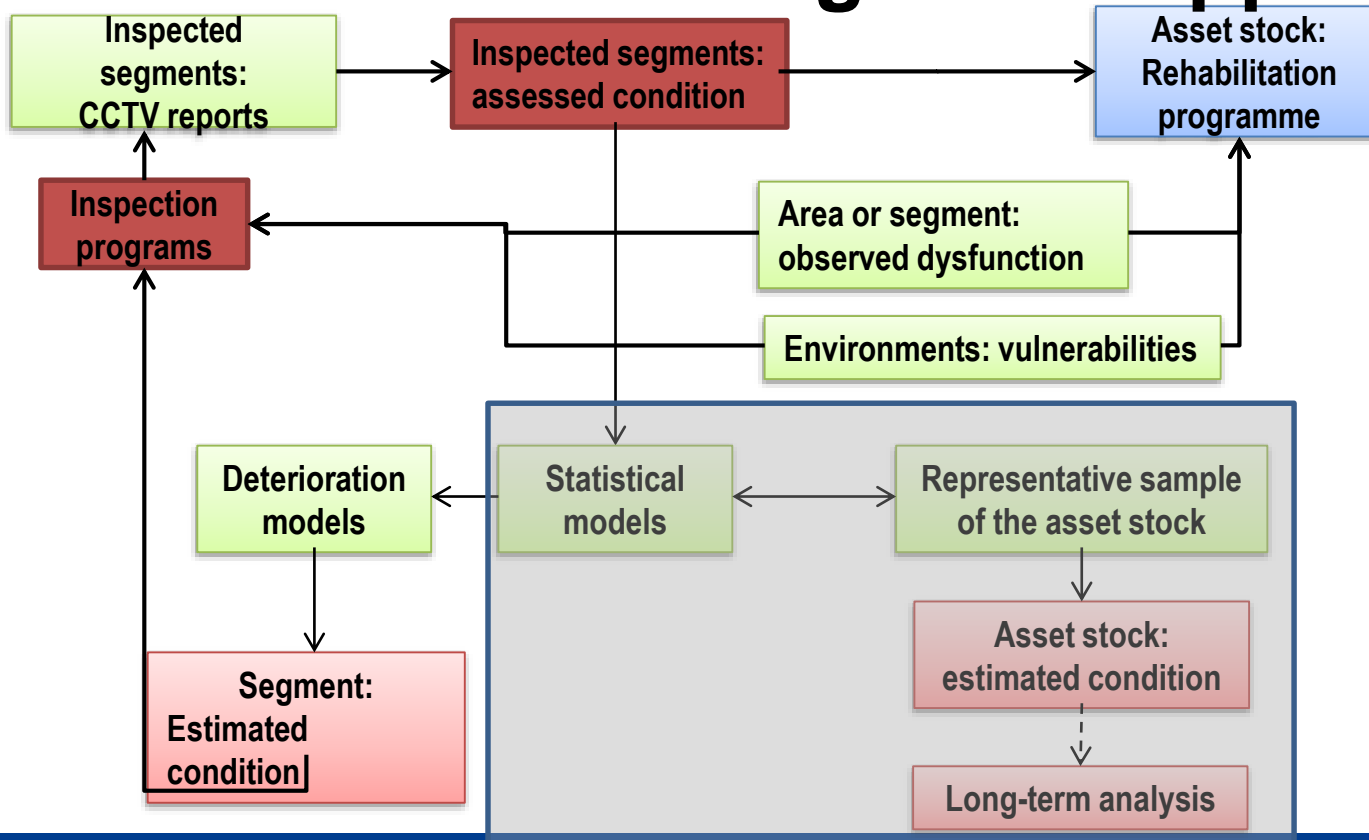 Inspected
segments:
CCTV reports
Inspected segments:
assessed condition
Asset stock:
Rehabilitation
programme
Inspection
programs
Area or segment:
observed dysfunction
Environments: vulnerabilities
Deterioration
models
Statistical
models
Representative sample
of the asset stock
Segment:
Estimated
condition
Asset stock:
estimated condition
Long-term analysis